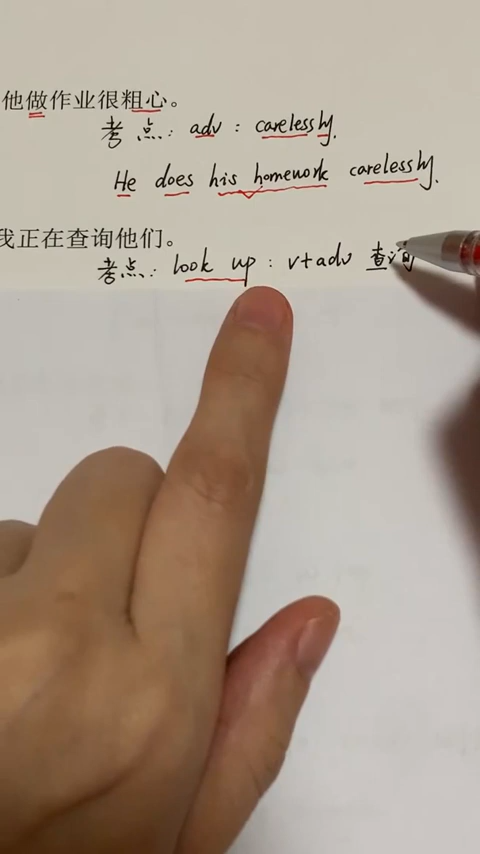 他做作业很粗心。
考点：adv：carelessly.
He does his homework carelessly.
我正在查询他们。
考点：look up：v+adv 查询